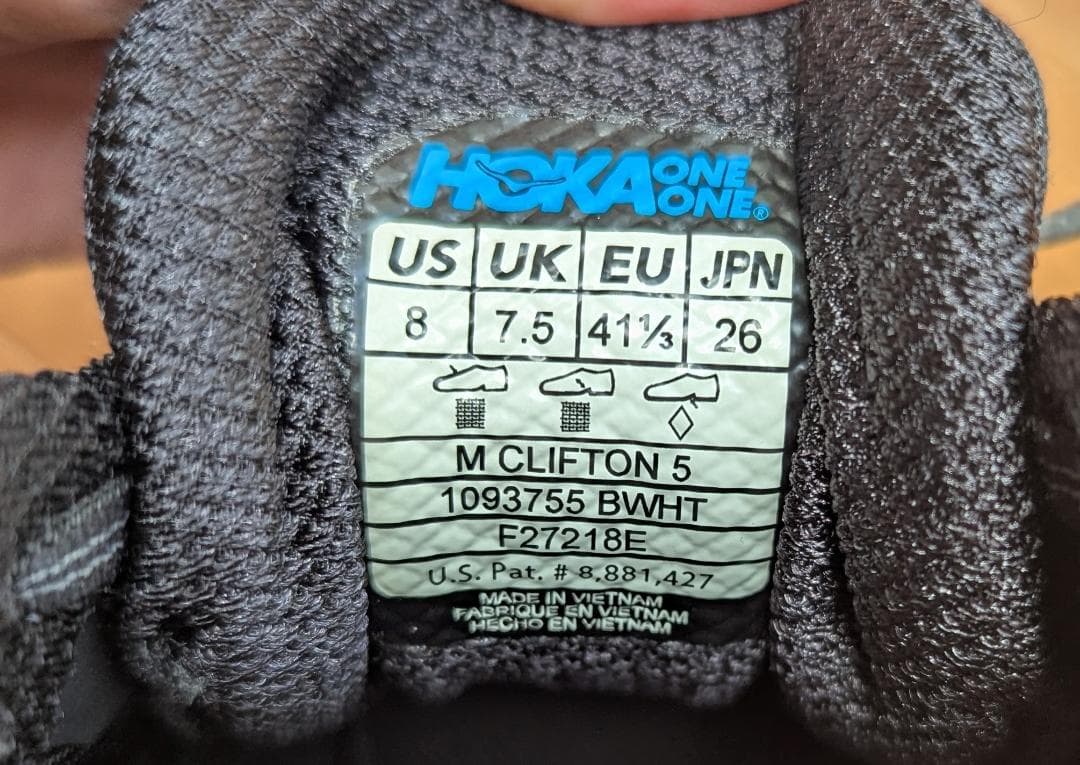 HOKA ONE ONE®
US UK EU JPN
8 7.5 41⅓ 26
M CLIFTON 5
1093755 BWHT
F27218E
U.S. Pat. # 8,881,427
MADE IN VIETNAM
FABRIQUE EN VIETNAM
HECHO EN VIETNAM